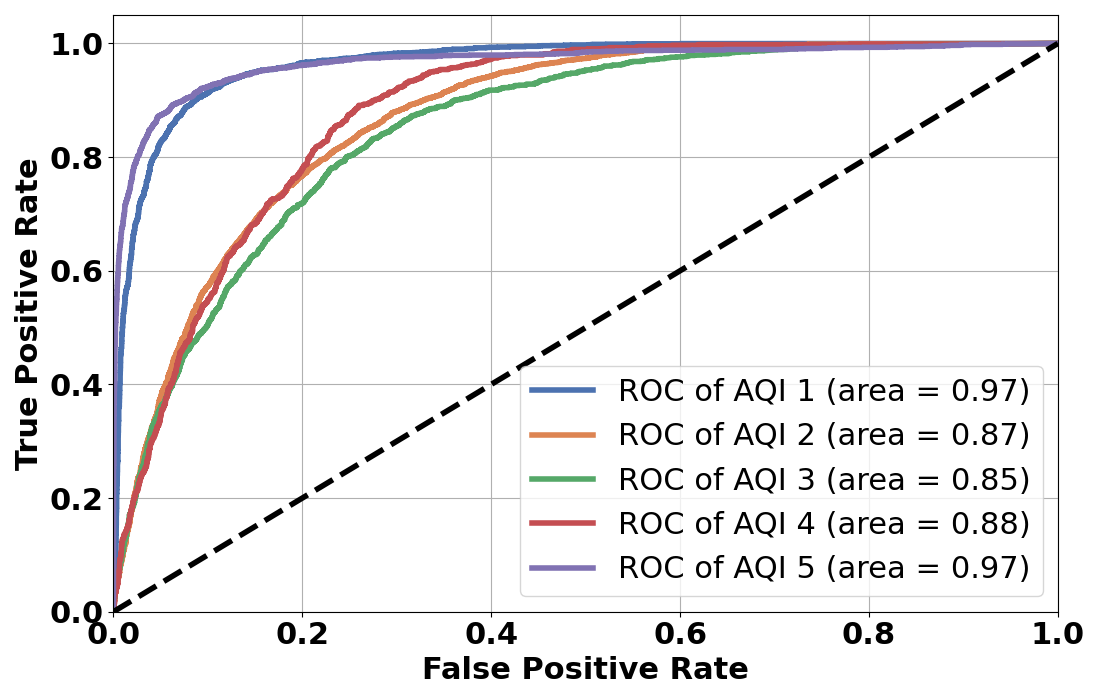 1.0
0.8
0.6
0.4
0.2
0.0
True Positive Rate
ROC of AQI 1 (area = 0.97)
ROC of AQI 2 (area = 0.87)
ROC of AQI 3 (area = 0.85)
ROC of AQI 4 (area = 0.88)
ROC of AQI 5 (area = 0.97)
0.0 0.2 0.4 0.6 0.8 1.0
False Positive Rate